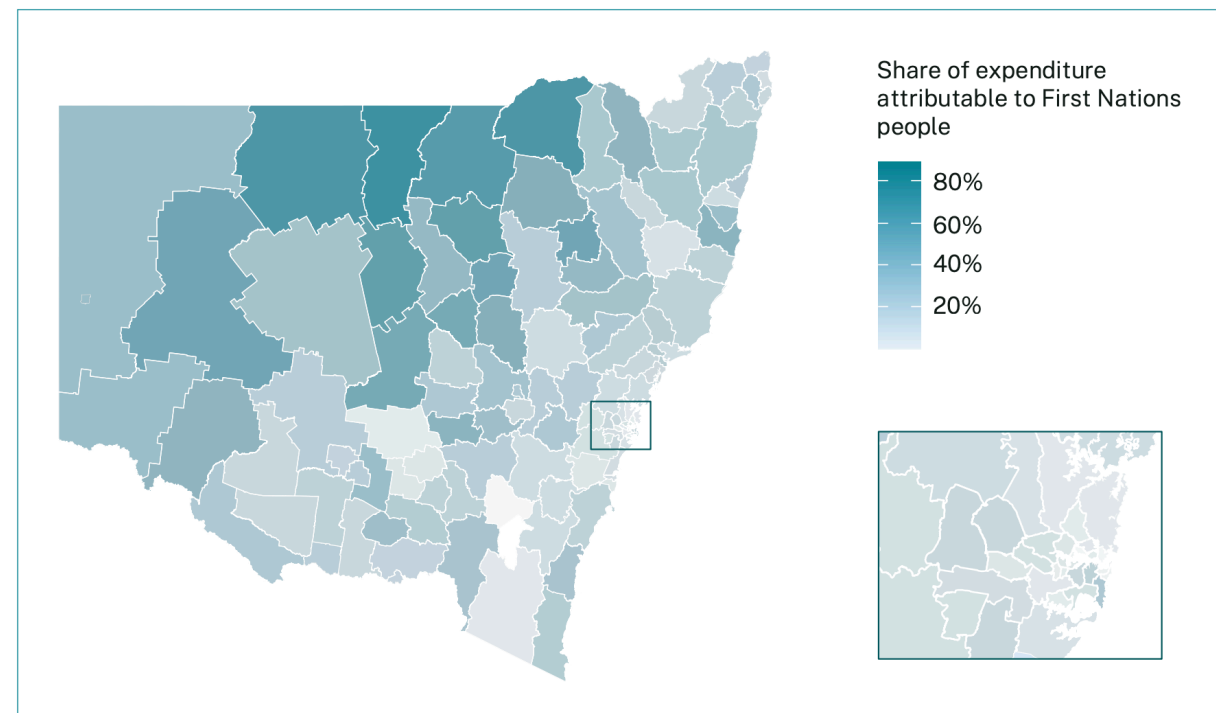 Share of expenditure
attributable to First Nations
people
80%
60%
40%
20%